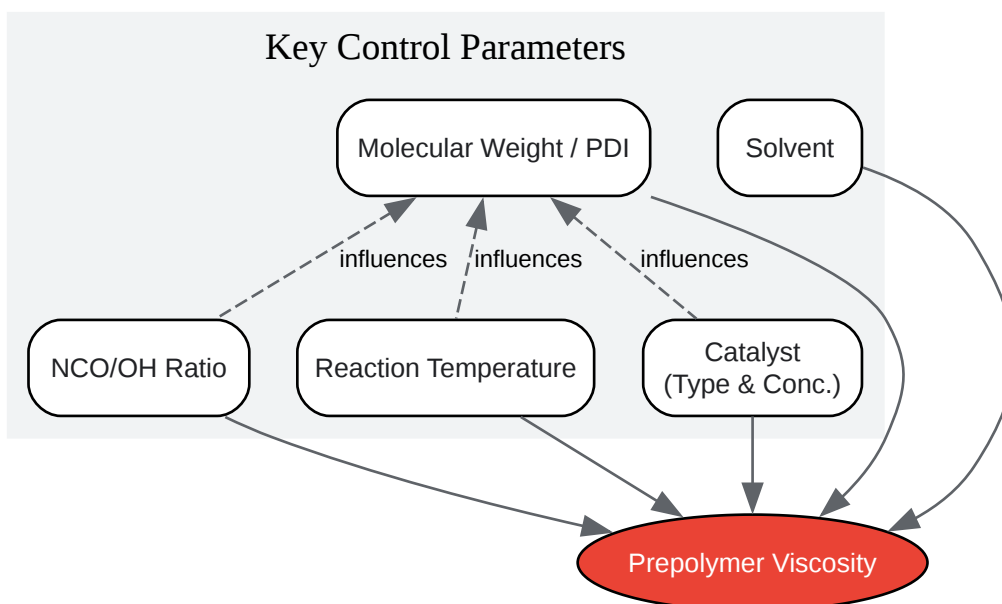 Key Control Parameters
Molecular Weight / PDI
Solvent
influences
influences
influences
NCO/OH Ratio
Reaction Temperature
Catalyst
(Type & Conc.)
Prepolymer Viscosity